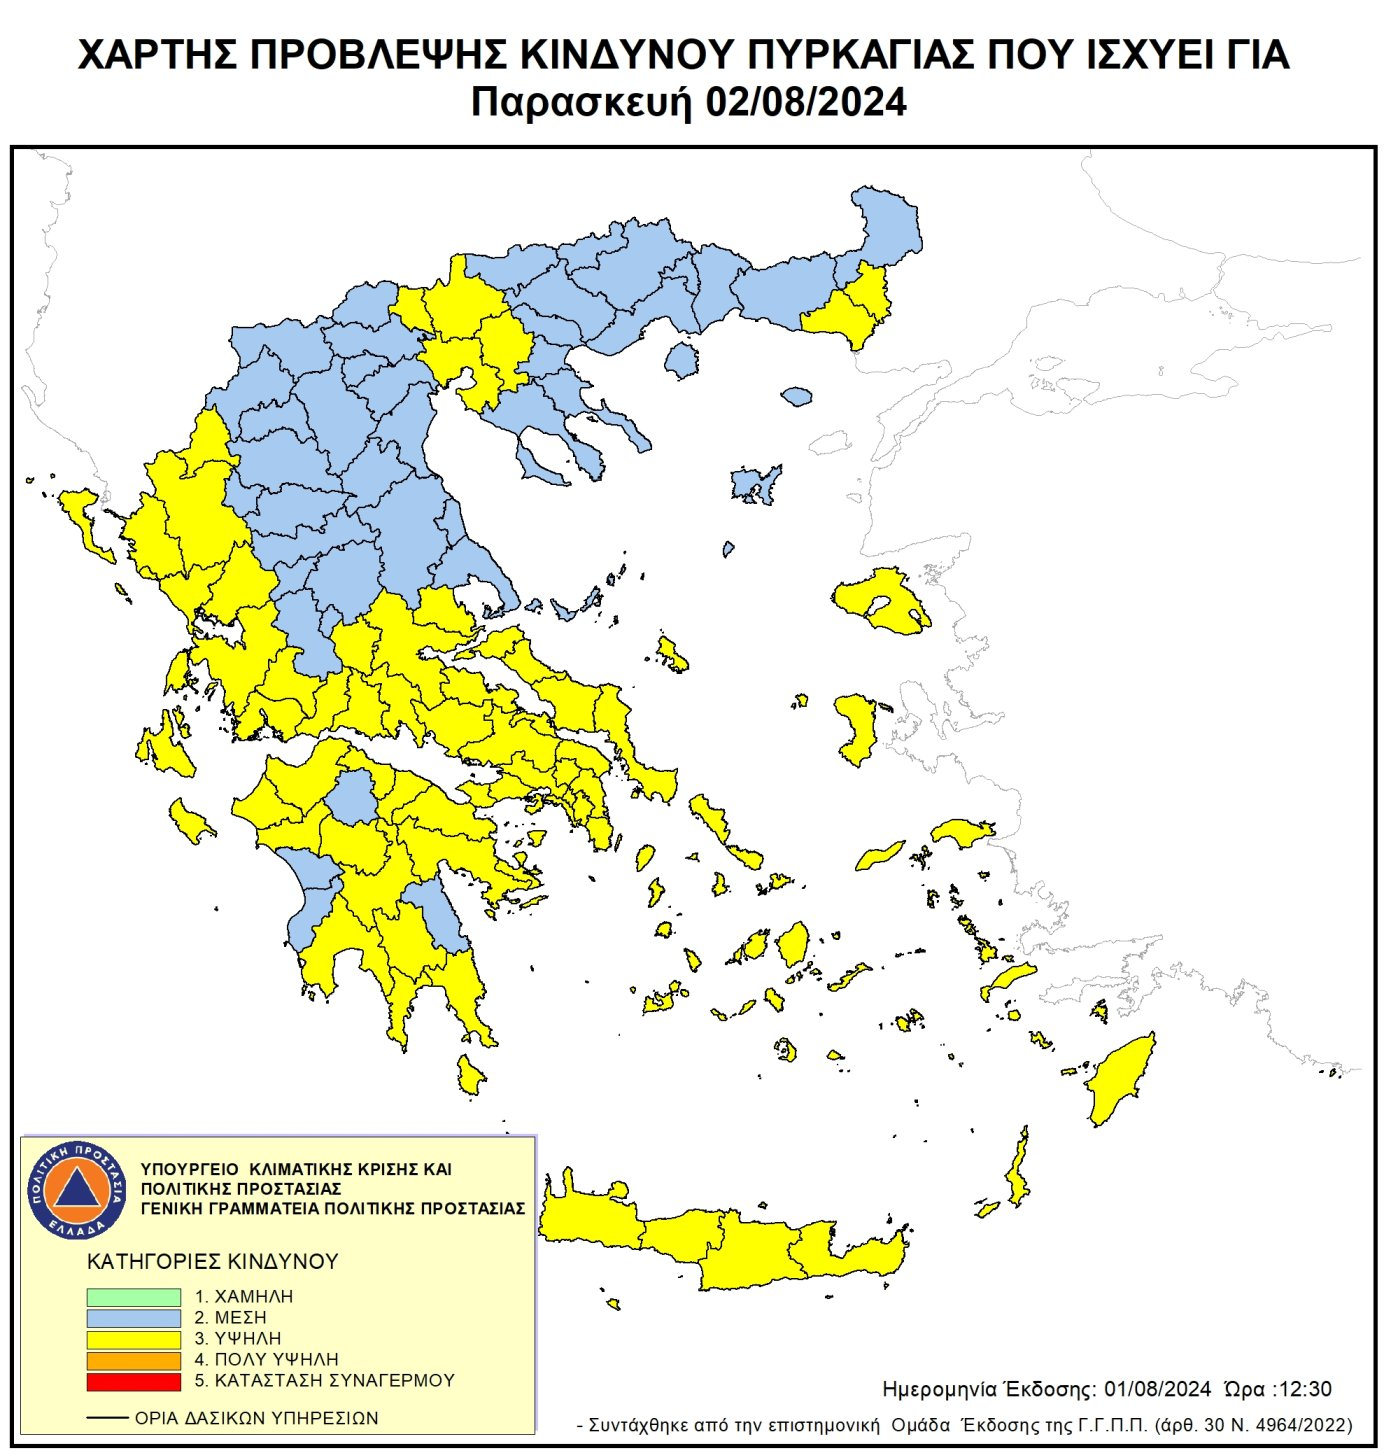 ΧΑΡΤΗΣ ΠΡΟΒΛΕΨΗΣ ΚΙΝΔΥΝΟΥ ΠΥΡΚΑΓΙΑΣ ΠΟΥ ΙΣΧΥΕΙ ΓΙΑ
Παρασκευή 02/08/2024
ΠΟΛΙΤΙΚΗ ΠΡΟΣΤΑΣΙΑ
ΕΛΛΑΔΑ
ΥΠΟΥΡΓΕΙΟ ΚΛΙΜΑΤΙΚΗΣ ΚΡΙΣΗΣ ΚΑΙ
ΠΟΛΙΤΙΚΗΣ ΠΡΟΣΤΑΣΙΑΣ
ΓΕΝΙΚΗ ΓΡΑΜΜΑΤΕΙΑ ΠΟΛΙΤΙΚΗΣ ΠΡΟΣΤΑΣΙΑΣ
ΚΑΤΗΓΟΡΙΕΣ ΚΙΝΔΥΝΟΥ
1. ΧΑΜΗΛΗ
2. ΜΕΣΗ
3. ΥΨΗΛΗ
4. ΠΟΛΥ ΥΨΗΛΗ
5. ΚΑΤΑΣΤΑΣΗ ΣΥΝΑΓΕΡΜΟΥ
ΟΡΙΑ ΔΑΣΙΚΩΝ ΥΠΗΡΕΣΙΩΝ
Ημερομηνία Έκδοσης: 01/08/2024 Ώρα :12:30
- Συντάχθηκε από την επιστημονική Ομάδα Έκδοσης της Γ.Γ.Π.Π. (άρθ. 30 Ν. 4964/2022)